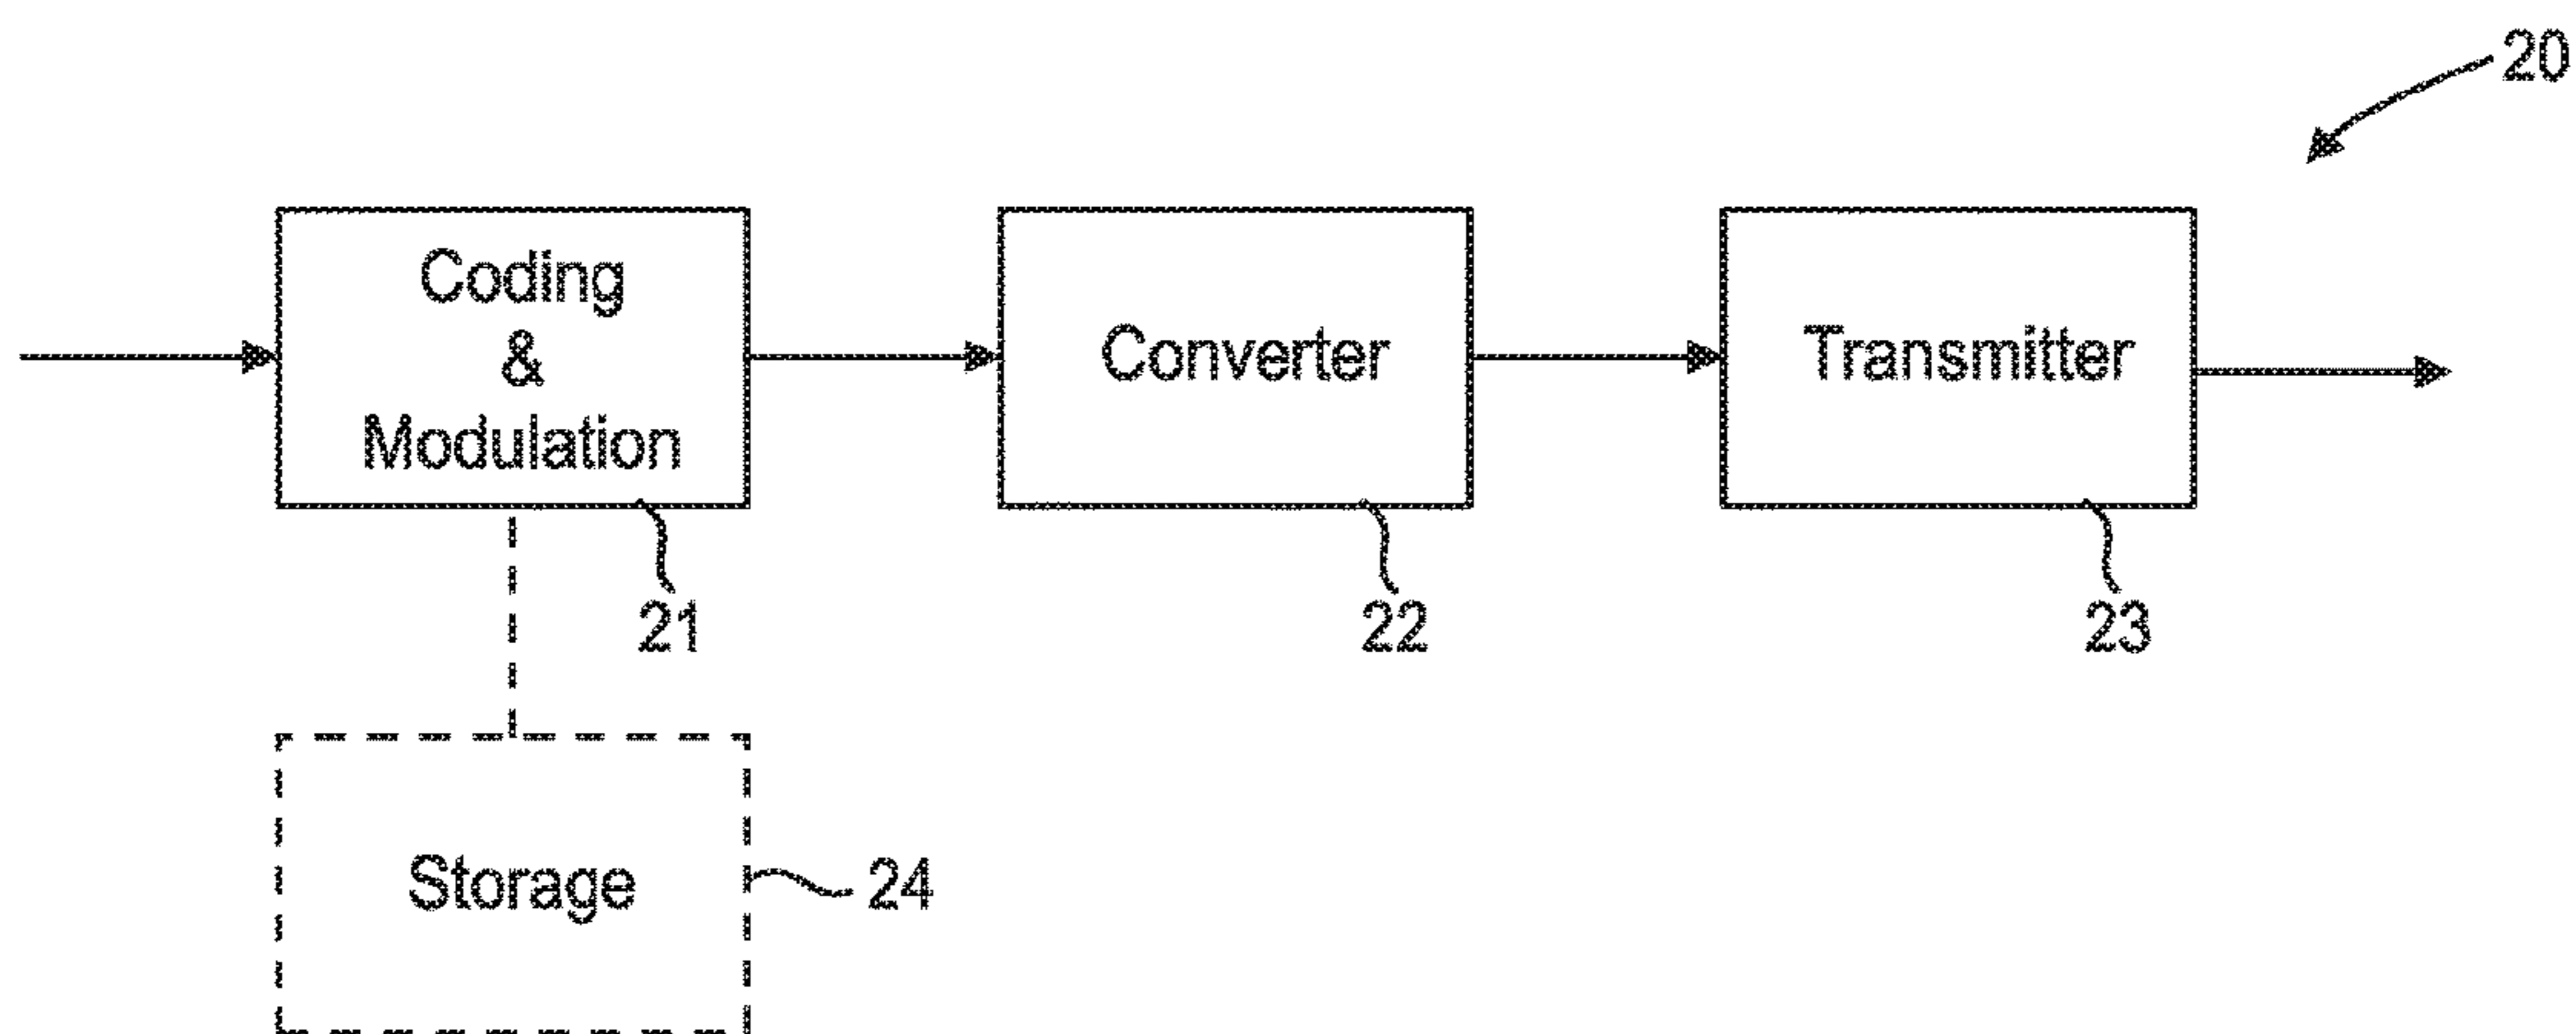 20
Coding
&
Modulation
Converter
Transmitter
21
22
23
Storage
24